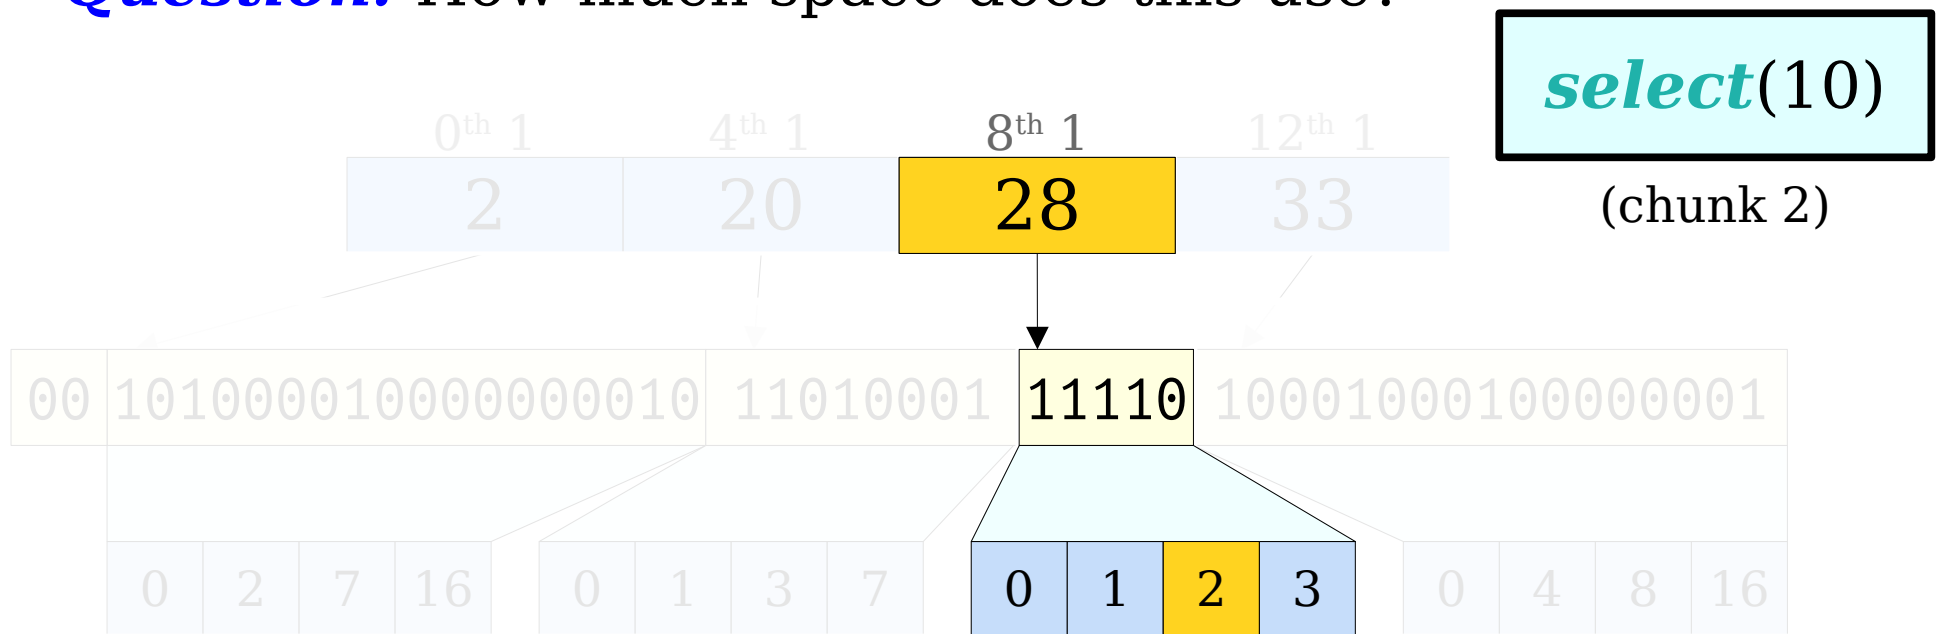 Question: How much space does this use?
select(10)
(chunk 2)
0th 1 4th 1 8th 1 12th 1
2 20 28 33
00 1010000100000000010 11010001 11110 10001000100000001
0 2 7 16 0 1 3 7 0 1 2 3 0 4 8 16